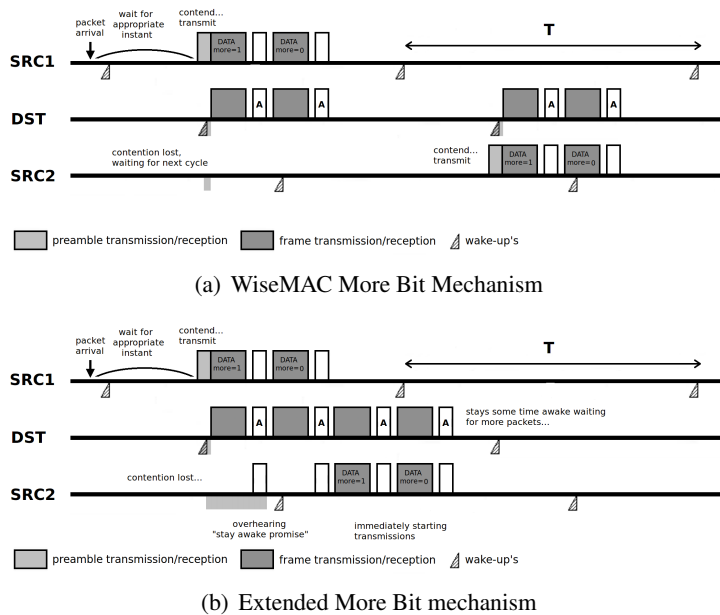 packet
arrival
wait for
appropriate
instant
contend...
transmit
DATA
more=1
DATA
more=0
T
SRC1
A
A
A
A
DST
contention lost,
waiting for next cycle
contend...
transmit
DATA
more=1
DATA
more=0
SRC2
preamble transmission/reception
frame transmission/reception
wake-up's
(a) WiseMAC More Bit Mechanism
packet
arrival
wait for
appropriate
instant
contend...
transmit
DATA
more=1
DATA
more=0
T
SRC1
A
A
A
A
stays some time awake waiting
for more packets...
DST
contention lost...
DATA
more=1
DATA
more=0
SRC2
overhearing
"stay awake promise"
immediately starting
transmissions
preamble transmission/reception
frame transmission/reception
wake-up's
(b) Extended More Bit mechanism